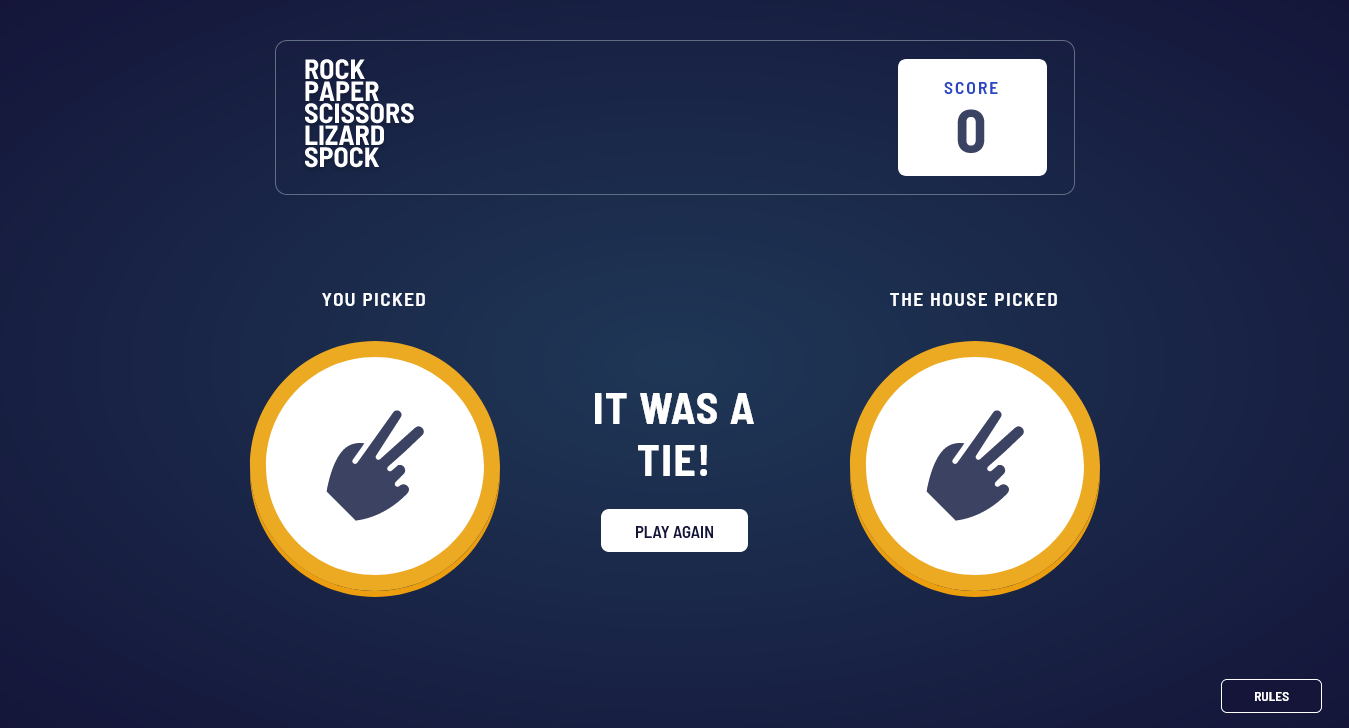 ROCK
PAPER
SCISSORS
LIZARD
SPOCK
SCORE
0
YOU PICKED
THE HOUSE PICKED
IT WAS A
TIE!
PLAY AGAIN
RULES